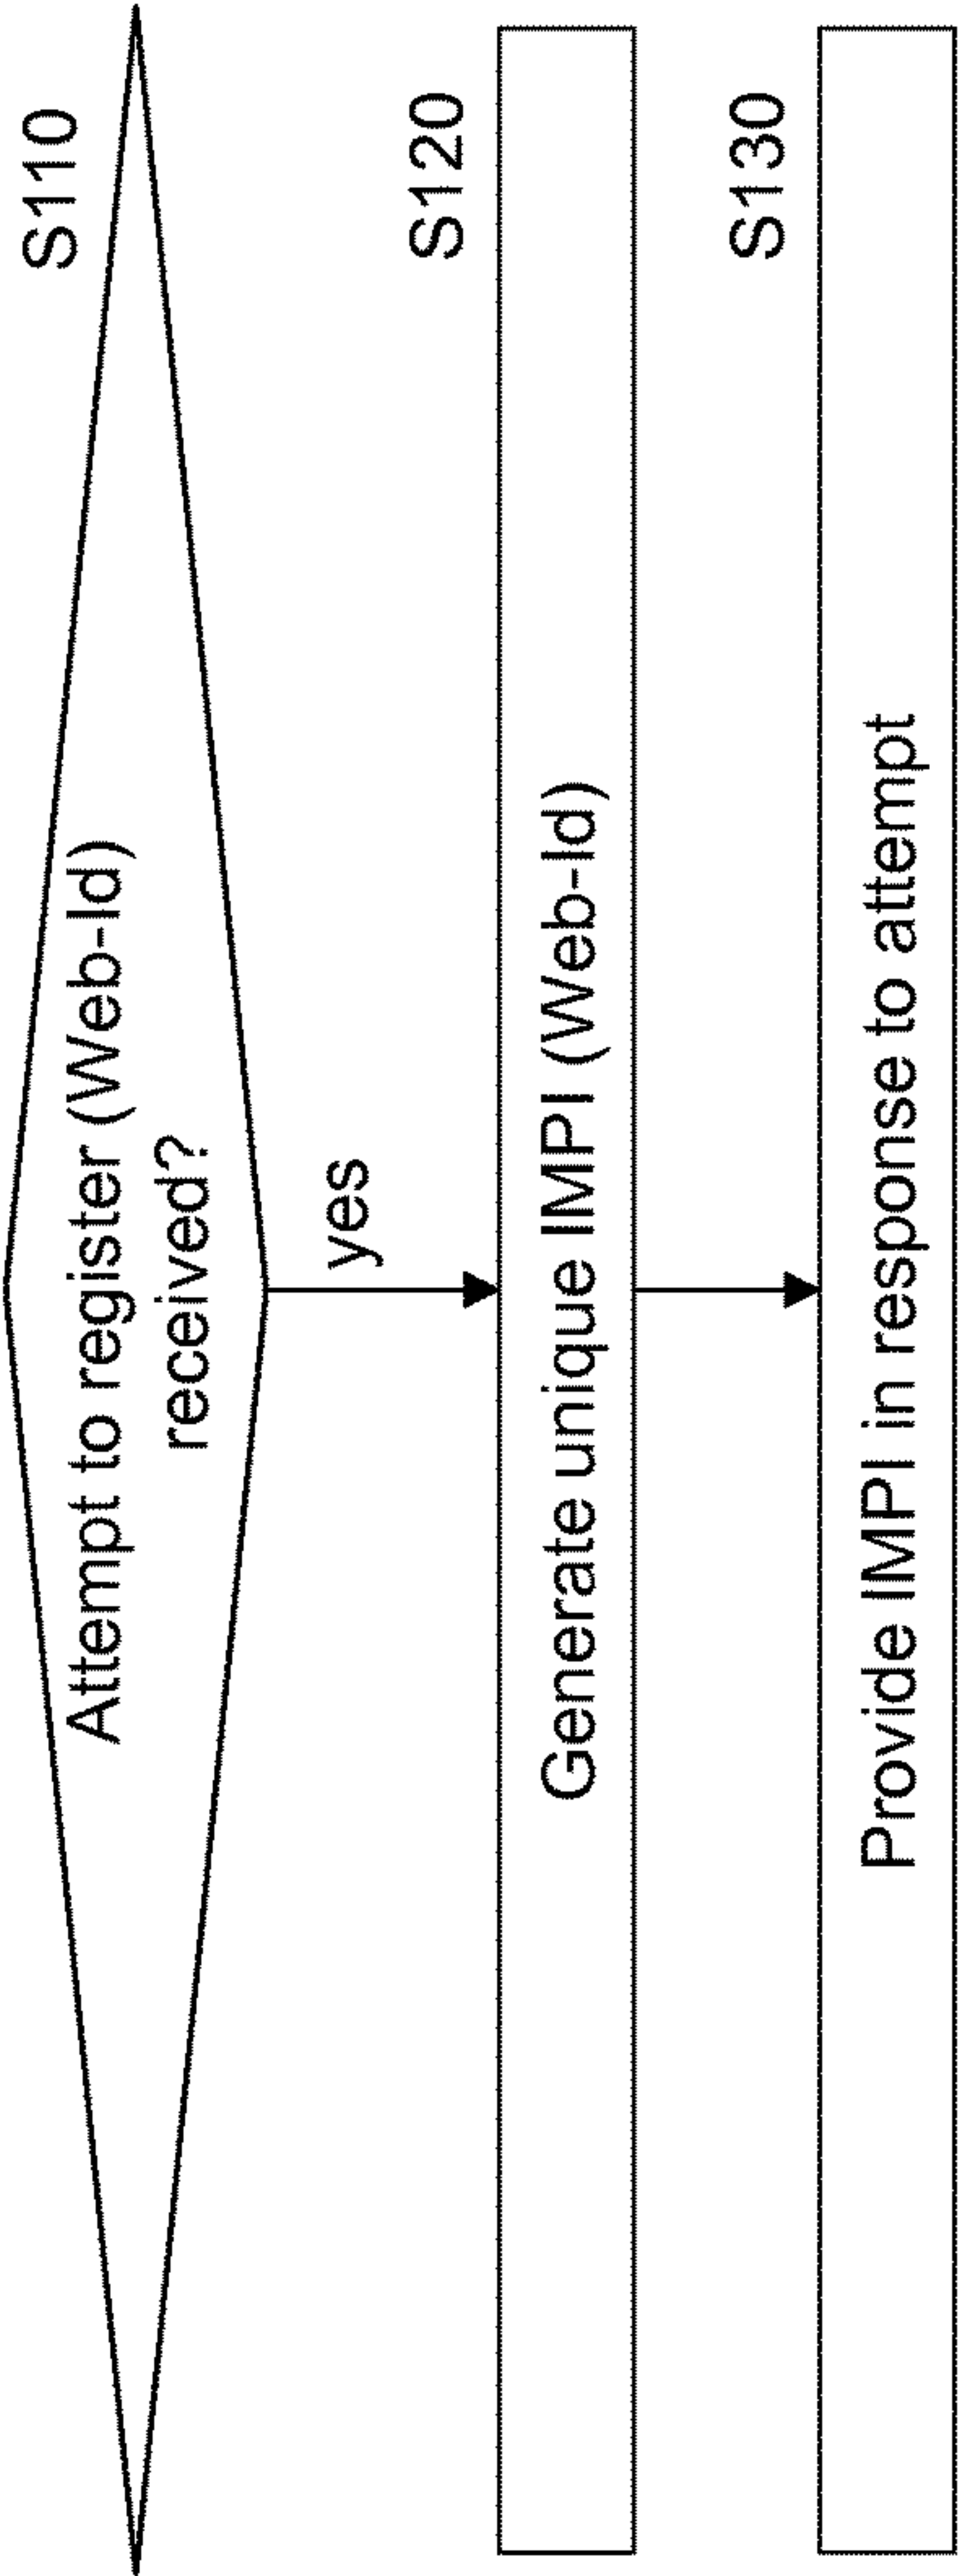 S110
Attempt to register (Web-Id)
received?
yes
S120
Generate unique IMPI (Web-Id)
S130
Provide IMPI in response to attempt